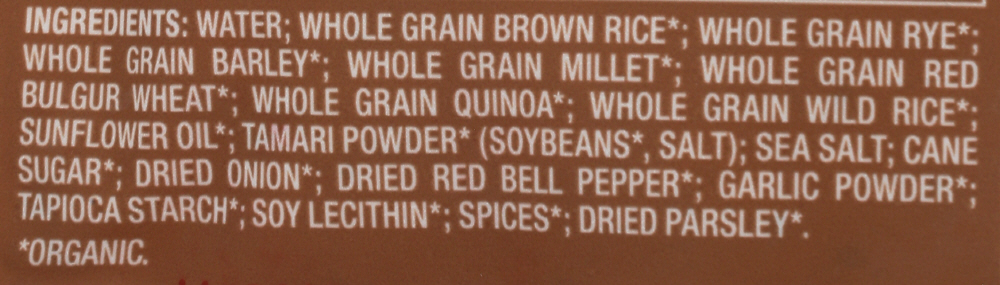 INGREDIENTS: WATER; WHOLE GRAIN BROWN RICE*; WHOLE GRAIN RYE*;
WHOLE GRAIN BARLEY*; WHOLE GRAIN MILLET*; WHOLE GRAIN RED
BULGUR WHEAT*; WHOLE GRAIN QUINOA*; WHOLE GRAIN WILD RICE*;
SUNFLOWER OIL*; TAMARI POWDER* (SOYBEANS*, SALT); SEA SALT; CANE
SUGAR*; DRIED ONION*; DRIED RED BELL PEPPER*; GARLIC POWDER*;
TAPIOCA STARCH*; SOY LECITHIN*; SPICES*; DRIED PARSLEY*.
*ORGANIC.